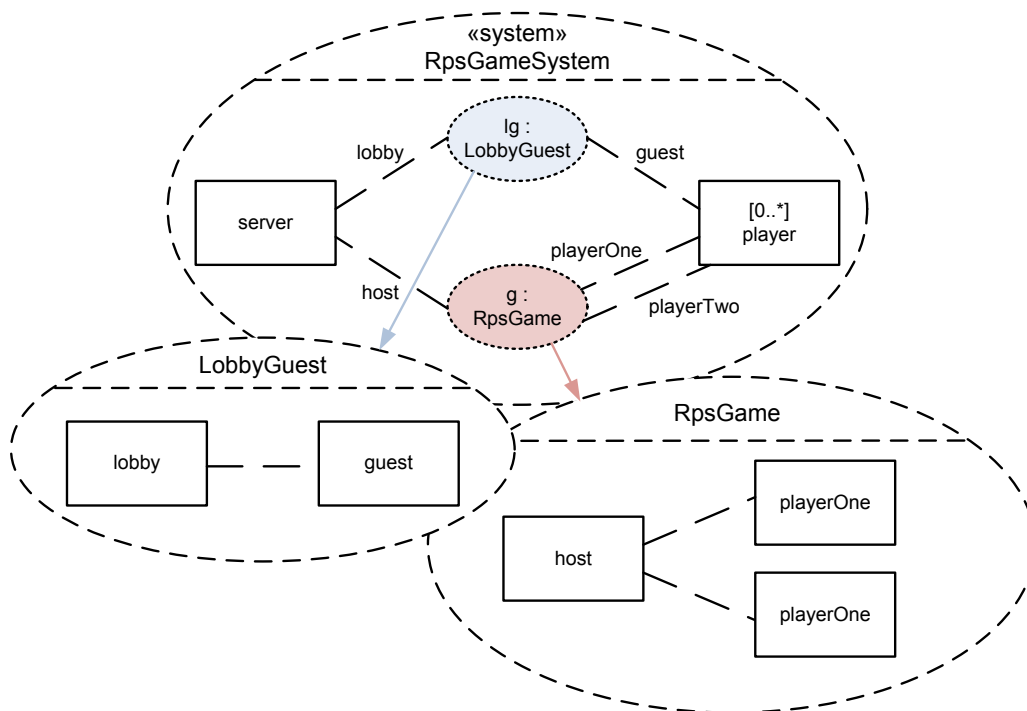 «system»
RpsGameSystem
lg :
LobbyGuest
lobby
guest
server
[0..*]
player
playerOne
host
g :
RpsGame
playerTwo
LobbyGuest
RpsGame
lobby
guest
playerOne
host
playerOne